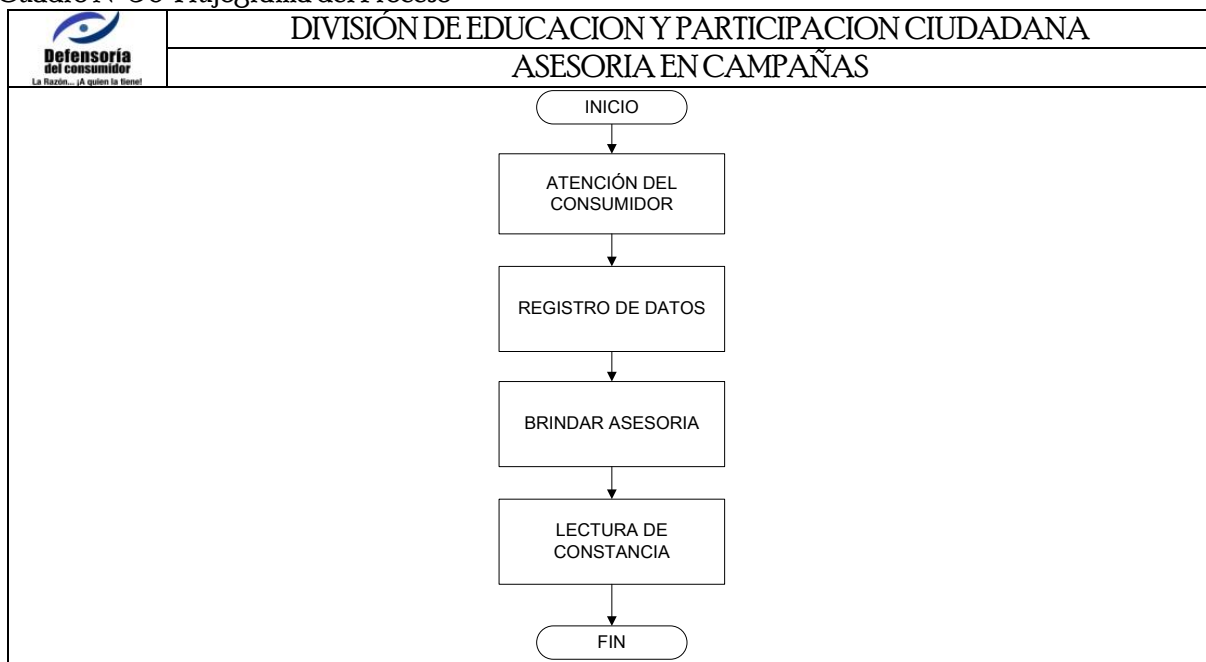 DIVISIÓN DE EDUCACION Y PARTICIPACION CIUDADANA
Defensoría
del consumidor
La Razón... ¡A quien la tiene!
ASESORIA EN CAMPAÑAS
INICIO
ATENCIÓN DEL
CONSUMIDOR
REGISTRO DE DATOS
BRINDAR ASESORIA
LECTURA DE
CONSTANCIA
FIN